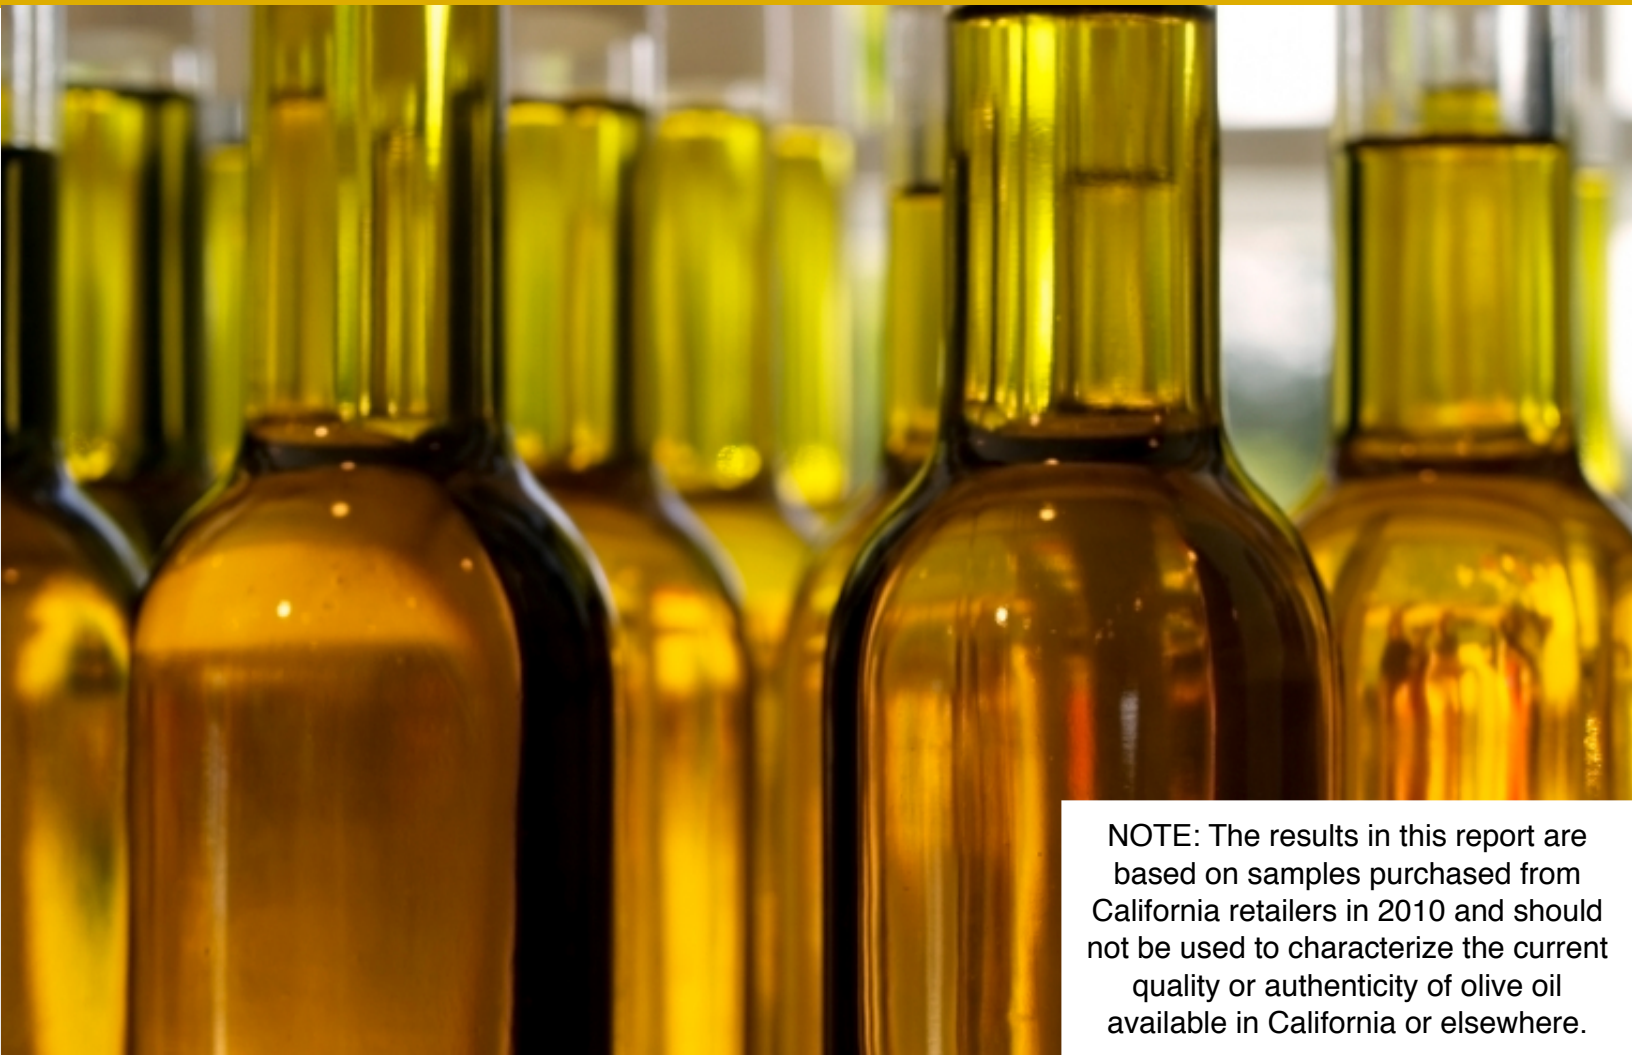 NOTE: The results in this report are
based on samples purchased from
California retailers in 2010 and should
not be used to characterize the current
quality or authenticity of olive oil
available in California or elsewhere.